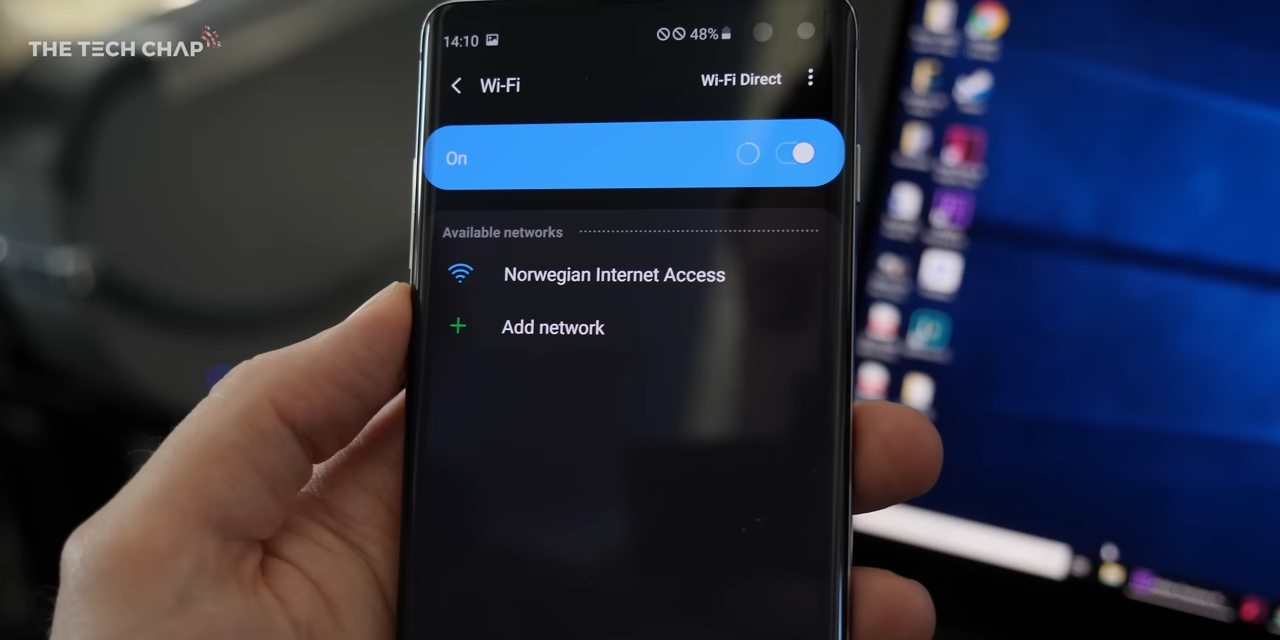 THE TECH CHAP
14:10
48%
Wi-Fi
Wi-Fi Direct
On
Available networks
Norwegian Internet Access
Add network